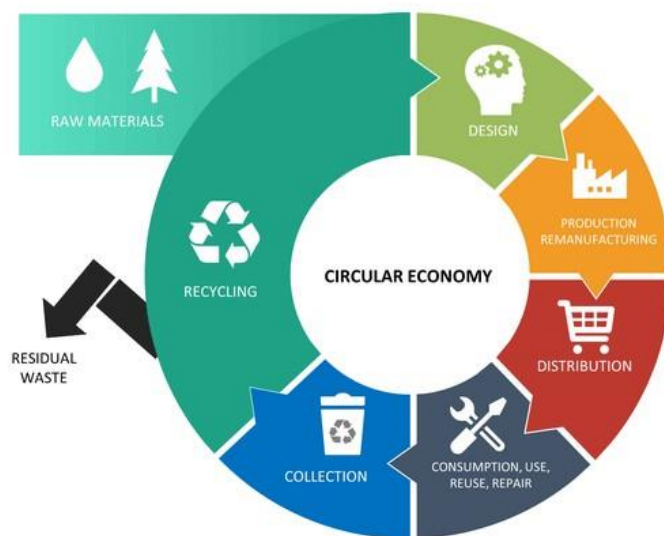 RAW MATERIALS
DESIGN
PRODUCTION
REMANUFACTURING
RECYCLING
CIRCULAR ECONOMY
DISTRIBUTION
RESIDUAL
WASTE
COLLECTION
CONSUMPTION, USE,
REUSE, REPAIR